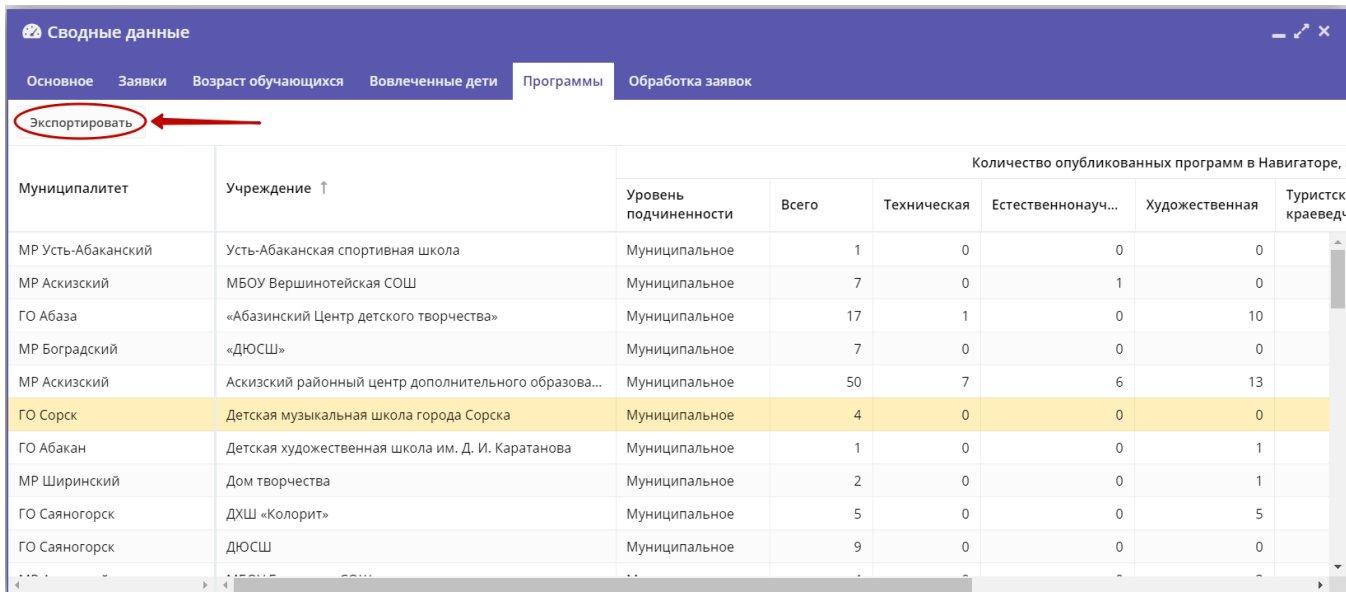 Сводные данные
Основное Заявки Возраст обучающихся Вовлеченные дети Программы Обработка заявок
Экспортировать
Количество опубликованных программ в Навигаторе,
Муниципалитет Учреждение ↑ Уровень подчиненности Всего Техническая Естественнонауч... Художественная Туристск краеведч
МР Усть-Абаканский Усть-Абаканская спортивная школа Муниципальное 1 0 0 0
МР Аскизский МБОУ Вершинотейская СОШ Муниципальное 7 0 1 0
ГО Абаза «Абазинский Центр детского творчества» Муниципальное 17 1 0 10
МР Боградский «ДЮСШ» Муниципальное 7 0 0 0
МР Аскизский Аскизский районный центр дополнительного образова... Муниципальное 50 7 6 13
ГО Сорск Детская музыкальная школа города Сорска Муниципальное 4 0 0 0
ГО Абакан Детская художественная школа им. Д. И. Каратанова Муниципальное 1 0 0 1
МР Ширинский Дом творчества Муниципальное 2 0 0 1
ГО Саяногорск ДХШ «Колорит» Муниципальное 5 0 0 5
ГО Саяногорск ДЮСШ Муниципальное 9 0 0 0